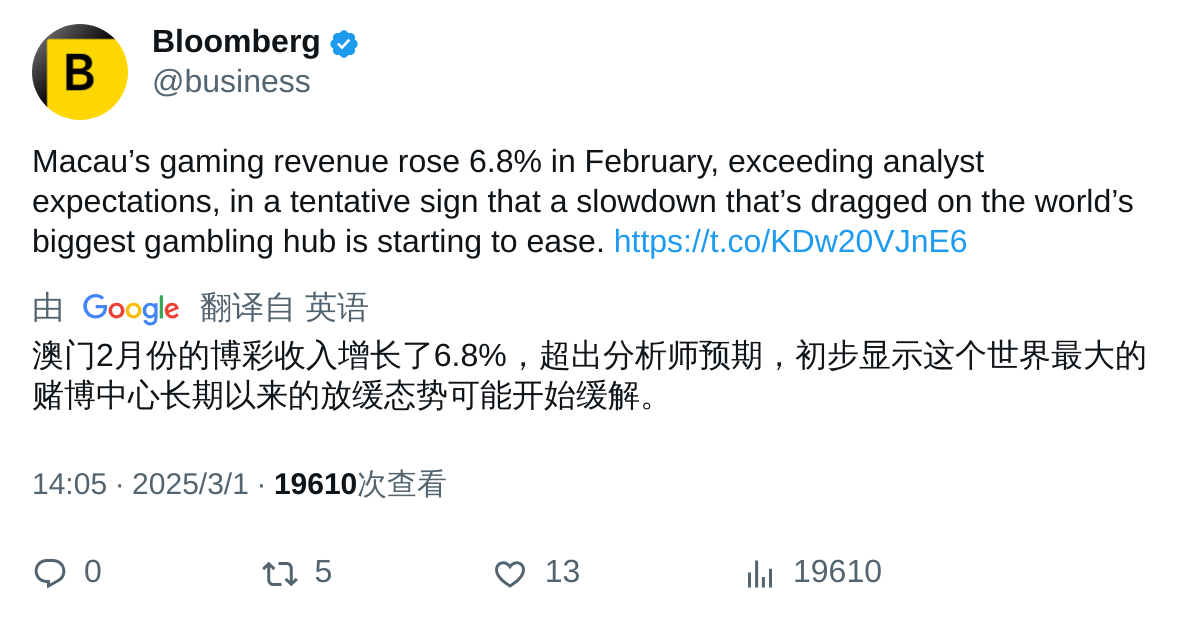 B
Bloomberg
@business
Macau’s gaming revenue rose 6.8% in February, exceeding analyst
expectations, in a tentative sign that a slowdown that’s dragged on the world’s
biggest gambling hub is starting to ease. https://t.co/KDw20VJnE6
由 Google 翻译自 英语
澳门2月份的博彩收入增长了6.8%，超出分析师预期，初步显示这个世界最大的
赌博中心长期以来的放缓态势可能开始缓解。
14:05 · 2025/3/1 · 19610次查看
0 5 13 19610